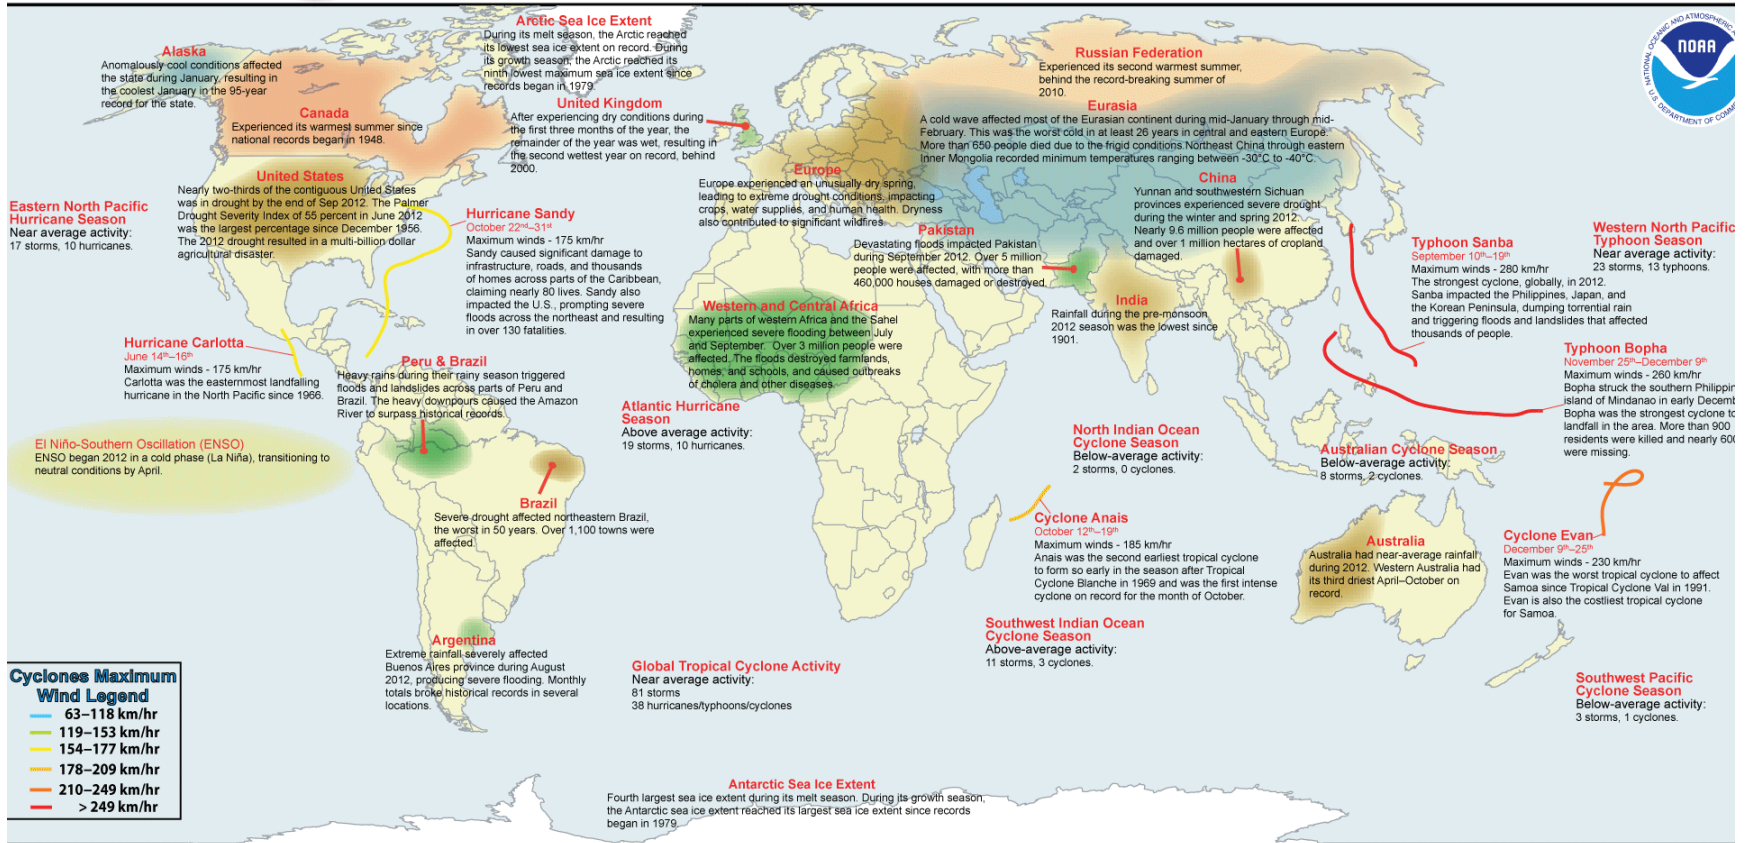 Arctic Sea Ice Extent
During its melt season, the Arctic reached
its lowest sea ice extent on record. During
its growth season, the Arctic reached its
ninth lowest maximum sea ice extent since
records began in 1979.
Alaska
Anomalously cool conditions affected
the state during January, resulting in
the coolest January in the 95-year
record for the state.
Canada
Experienced its warmest summer since
national records began in 1948.
United Kingdom
After experiencing dry conditions during
the first three months of the year, the
remainder of the year was wet, resulting in
the second wettest year on record, behind
2000.
Russian Federation
Experienced its second warmest summer,
behind the record-breaking summer of
2010.
Eurasia
A cold wave affected most of the Eurasian continent during mid-January through mid-
February. This was the worst cold in at least 26 years in central and eastern Europe.
More than 650 people died due to the frigid conditions.Northeast China through eastern
Inner Mongolia recorded minimum temperatures ranging between -30°C to -40°C.
NOAA
NATIONAL OCEANIC AND ATMOSPHERIC
U.S. DEPARTMENT OF COMM
United States
Nearly two-thirds of the contiguous United States
was in drought by the end of Sep 2012. The Palmer
Drought Severity Index of 55 percent in June 2012
was the largest percentage since December 1956.
The 2012 drought resulted in a multi-billion dollar
agricultural disaster.
Eastern North Pacific
Hurricane Season
Near average activity:
17 storms, 10 hurricanes.
Hurricane Sandy
October 22nd–31st
Maximum winds - 175 km/hr
Sandy caused significant damage to
infrastructure, roads, and thousands
of homes across parts of the Caribbean,
claiming nearly 80 lives. Sandy also
impacted the U.S., prompting severe
floods across the northeast and resulting
in over 130 fatalities.
Europe
Europe experienced an unusually dry spring,
leading to extreme drought conditions, impacting
crops, water supplies, and human health. Dryness
also contributed to significant wildfires.
China
Yunnan and southwestern Sichuan
provinces experienced severe drought
during the winter and spring 2012.
Nearly 9.6 million people were affected
and over 1 million hectares of cropland
damaged.
Pakistan
Devastating floods impacted Pakistan
during September 2012. Over 5 million
people were affected, with more than
460,000 houses damaged or destroyed.
India
Rainfall during the pre-monsoon
2012 season was the lowest since
1901.
Typhoon Sanba
September 10th–19th
Maximum winds - 280 km/hr
The strongest cyclone, globally, in 2012.
Sanba impacted the Philippines, Japan, and
the Korean Peninsula, dumping torrential rain
and triggering floods and landslides that affected
thousands of people.
Western North Pacific
Typhoon Season
Near average activity:
23 storms, 13 typhoons.
Hurricane Carlotta
June 14th–16th
Maximum winds - 175 km/hr
Carlotta was the easternmost landfalling
hurricane in the North Pacific since 1966.
Peru & Brazil
Heavy rains during their rainy season triggered
floods and landslides across parts of Peru and
Brazil. The heavy downpours caused the Amazon
River to surpass historical records.
Western and Central Africa
Many parts of western Africa and the Sahel
experienced severe flooding between July
and September. Over 3 million people were
affected. The floods destroyed farmlands,
homes, and schools, and caused outbreaks
of cholera and other diseases.
Typhoon Bopha
November 25th–December 9th
Maximum winds - 260 km/hr
Bopha struck the southern Philippin
island of Mindanao in early Decemb
Bopha was the strongest cyclone to
landfall in the area. More than 900
residents were killed and nearly 600
were missing.
Atlantic Hurricane
Season
Above average activity:
19 storms, 10 hurricanes.
El Niño-Southern Oscillation (ENSO)
ENSO began 2012 in a cold phase (La Niña), transitioning to
neutral conditions by April.
North Indian Ocean
Cyclone Season
Below-average activity:
2 storms, 0 cyclones.
Australian Cyclone Season
Below-average activity:
8 storms, 2 cyclones.
Brazil
Severe drought affected northeastern Brazil,
the worst in 50 years. Over 1,100 towns were
affected.
Cyclone Anais
October 12th–19th
Maximum winds - 185 km/hr
Anais was the second earliest tropical cyclone
to form so early in the season after Tropical
Cyclone Blanche in 1969 and was the first intense
cyclone on record for the month of October.
Australia
Australia had near-average rainfall
during 2012. Western Australia had
its third driest April–October on
record.
Cyclone Evan
December 9th–25th
Maximum winds - 230 km/hr
Evan was the worst tropical cyclone to affect
Samoa since Tropical Cyclone Val in 1991.
Evan is also the costliest tropical cyclone
for Samoa.
Southwest Indian Ocean
Cyclone Season
Above-average activity:
11 storms, 3 cyclones.
Argentina
Extreme rainfall severely affected
Buenos Aires province during August
2012, producing severe flooding. Monthly
totals broke historical records in several
locations.
Global Tropical Cyclone Activity
Near average activity:
81 storms
38 hurricanes/typhoons/cyclones
Southwest Pacific
Cyclone Season
Below-average activity:
3 storms, 1 cyclones.
Cyclones Maximum
Wind Legend
63–118 km/hr
119–153 km/hr
154–177 km/hr
178–209 km/hr
210–249 km/hr
> 249 km/hr
Antarctic Sea Ice Extent
Fourth largest sea ice extent during its melt season. During its growth season,
the Antarctic sea ice extent reached its largest sea ice extent since records
began in 1979.